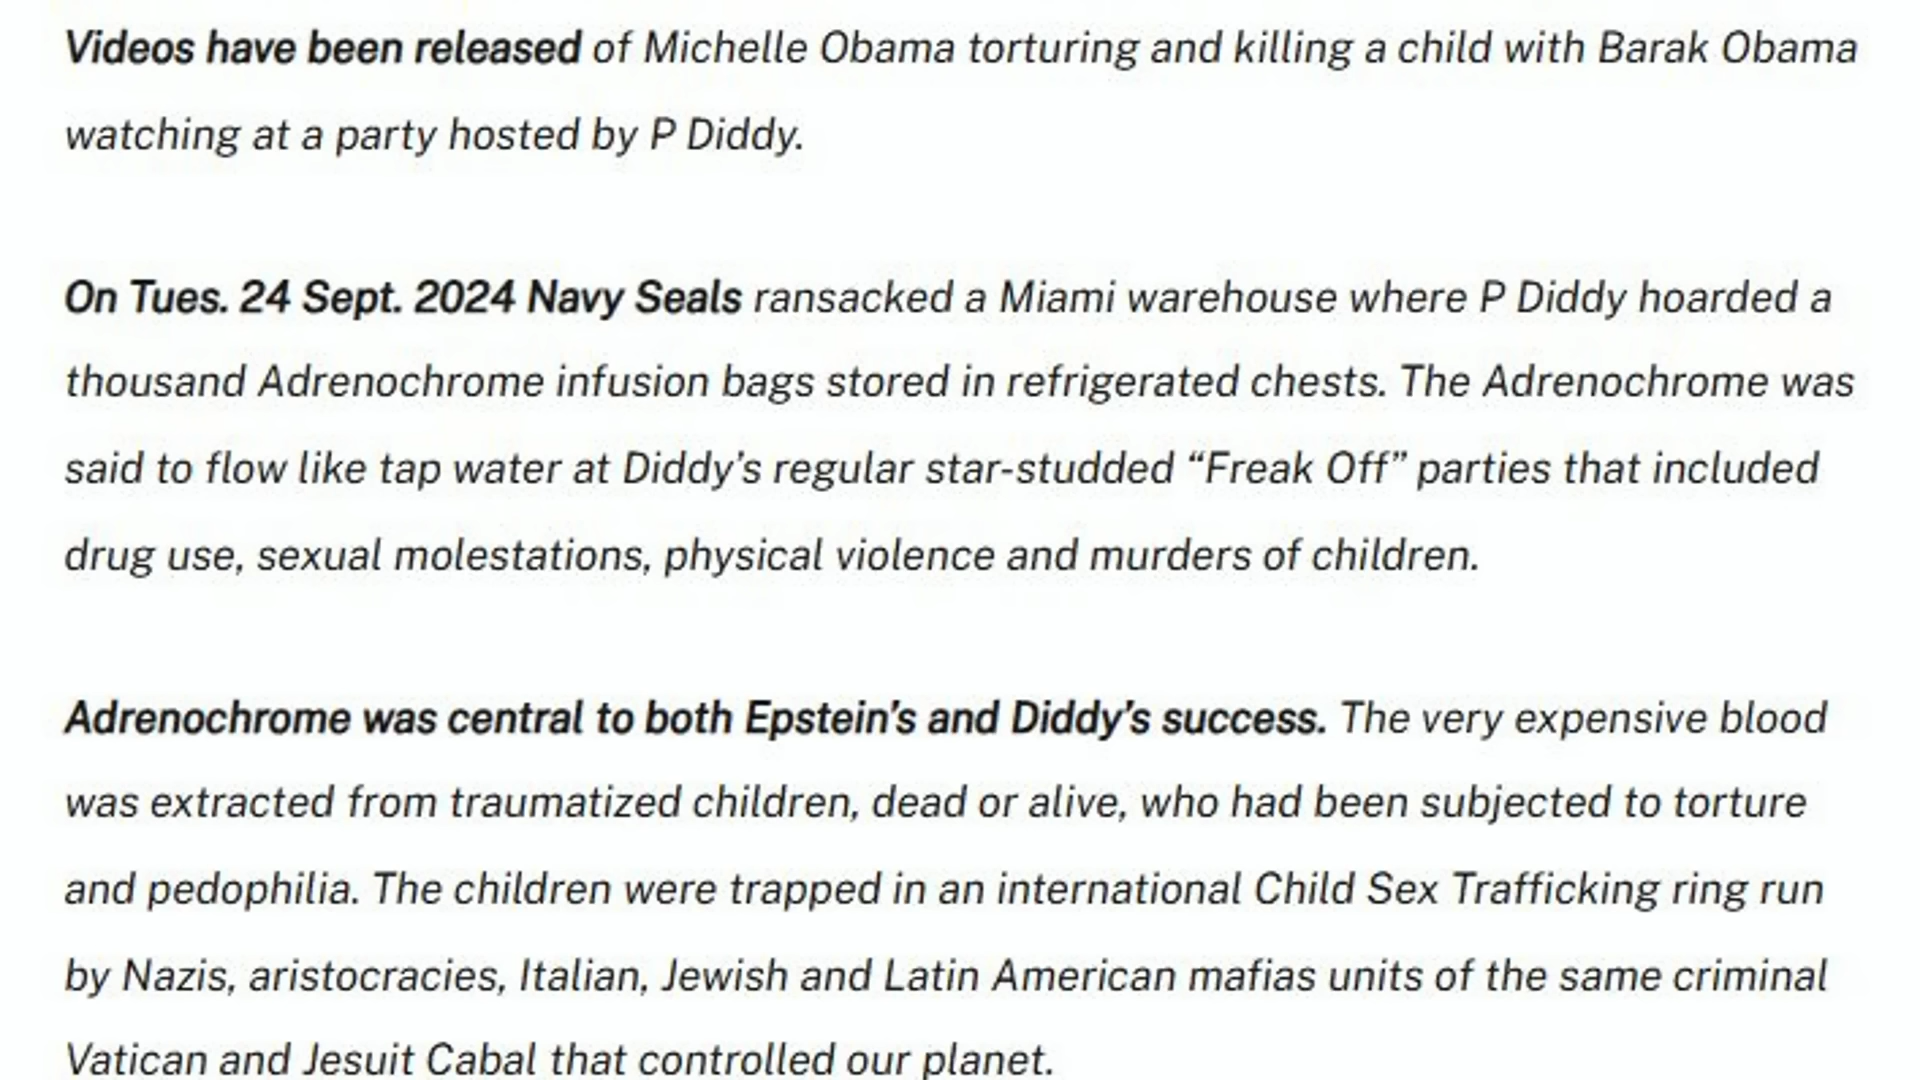 Videos have been released of Michelle Obama torturing and killing a child with Barak Obama
watching at a party hosted by P Diddy.
On Tues. 24 Sept. 2024 Navy Seals ransacked a Miami warehouse where P Diddy hoarded a
thousand Adrenochrome infusion bags stored in refrigerated chests. The Adrenochrome was
said to flow like tap water at Diddy’s regular star-studded “Freak Off” parties that included
drug use, sexual molestations, physical violence and murders of children.
Adrenochrome was central to both Epstein’s and Diddy’s success. The very expensive blood
was extracted from traumatized children, dead or alive, who had been subjected to torture
and pedophilia. The children were trapped in an international Child Sex Trafficking ring run
by Nazis, aristocracies, Italian, Jewish and Latin American mafias units of the same criminal
Vatican and Jesuit Cabal that controlled our planet.